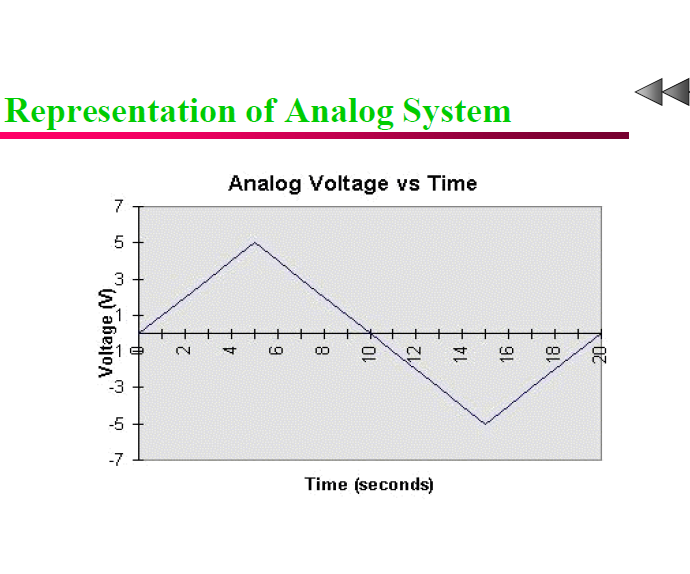 Representation of Analog System
Analog Voltage vs Time
7
5
3
1
1
-3
-5
-7
Voltage (V)
0 2 4 6 8 10 12 14 16 18 20
Time (seconds)